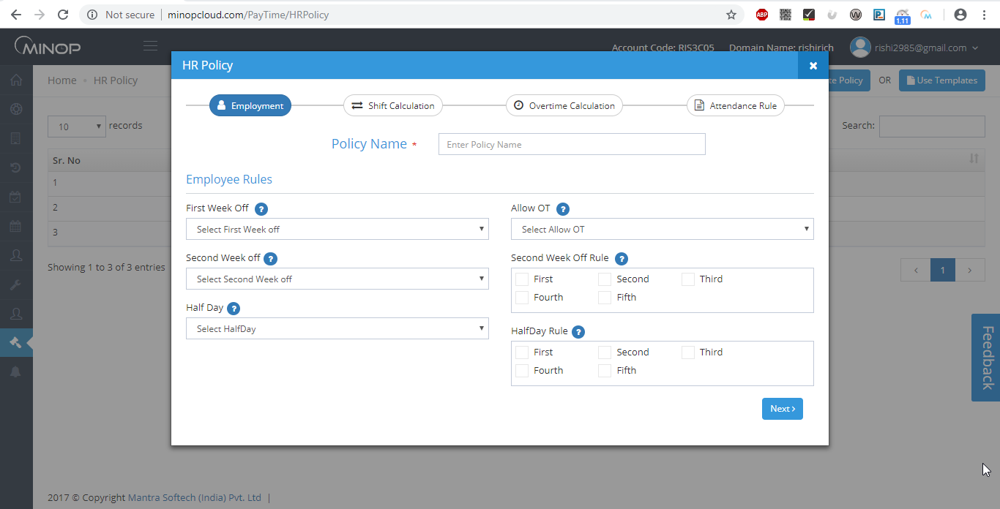 Not secure | minopcloud.com/PayTime/HRPolicy
ABP
1.11
MINOP
Account Code: RIS3C05 Domain Name: rishirich rishi2985@gmail.com
HR Policy
Home HR Policy
te Policy OR Use Templates
Employment Shift Calculation Overtime Calculation Attendance Rule
10 records
Search:
Policy Name * Enter Policy Name
Sr. No
Employee Rules
1
First Week Off ? Allow OT ?
2
Select First Week off Select Allow OT
3
Second Week off ? Second Week Off Rule ?
Showing 1 to 3 of 3 entries
< 1 >
Select Second Week off
First Second Third
Fourth Fifth
Half Day ?
Select HalfDay
HalfDay Rule ?
First Second Third
Fourth Fifth
Feedback
Next >
2017 © Copyright Mantra Softech (India) Pvt. Ltd |